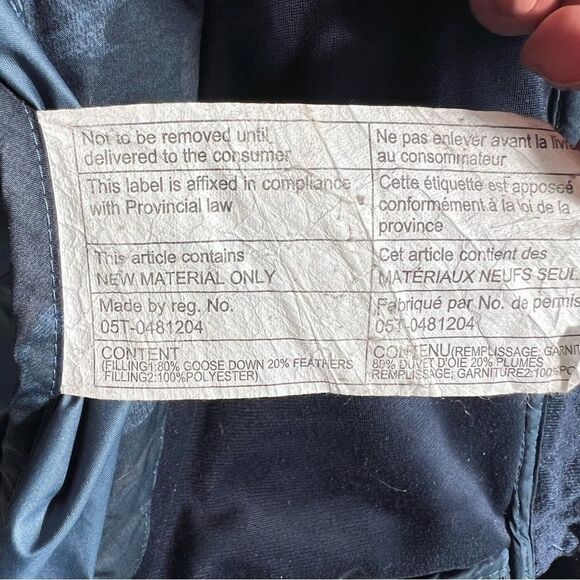 Not to be removed until
delivered to the consumer
This label is affixed in compliance
with Provincial law
This article contains
NEW MATERIAL ONLY
Made by reg. No.
05T-0481204
CONTENT
(FILLING1:80% GOOSE DOWN 20% FEATHERS
FILLING2:100%POLYESTER)
Ne pas enlever avant la livr
au consommateur
Cette étiquette est apposée
conformément à la loi de la
province
Cet article contient des
MATÉRIAUX NEUFS SEUL
Fabriqué par No. de permis
05T-0481204
CONTENU(REMPLISSAGE; GARNITU
80% DUVET D'OIE 20% PLUMES
REMPLISSAGE; GARNITURE2:100%PO